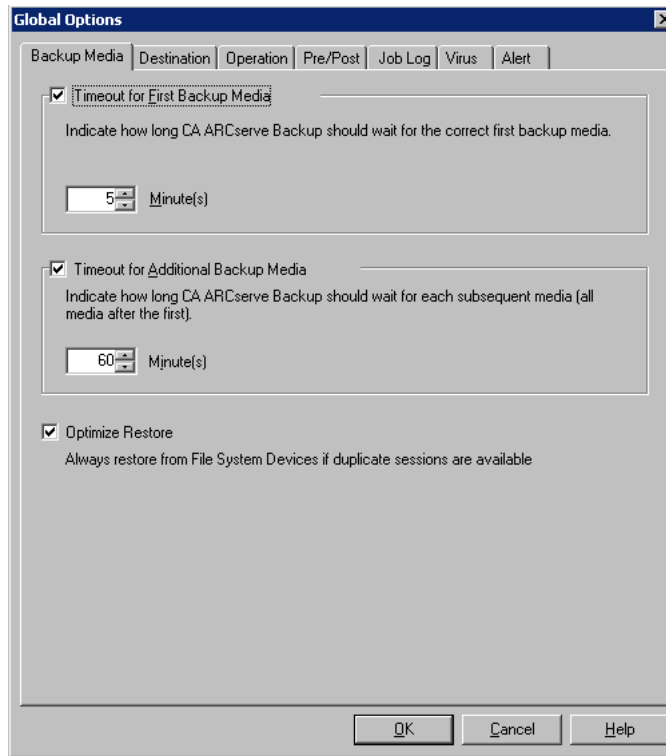 Global Options
Backup Media Destination Operation Pre/Post Job Log Virus Alert
Timeout for First Backup Media
Indicate how long CA ARCserve Backup should wait for the correct first backup media.
5 Minute(s)
Timeout for Additional Backup Media
Indicate how long CA ARCserve Backup should wait for each subsequent media (all
media after the first).
60 Minute(s)
Optimize Restore
Always restore from File System Devices if duplicate sessions are available
OK Cancel Help